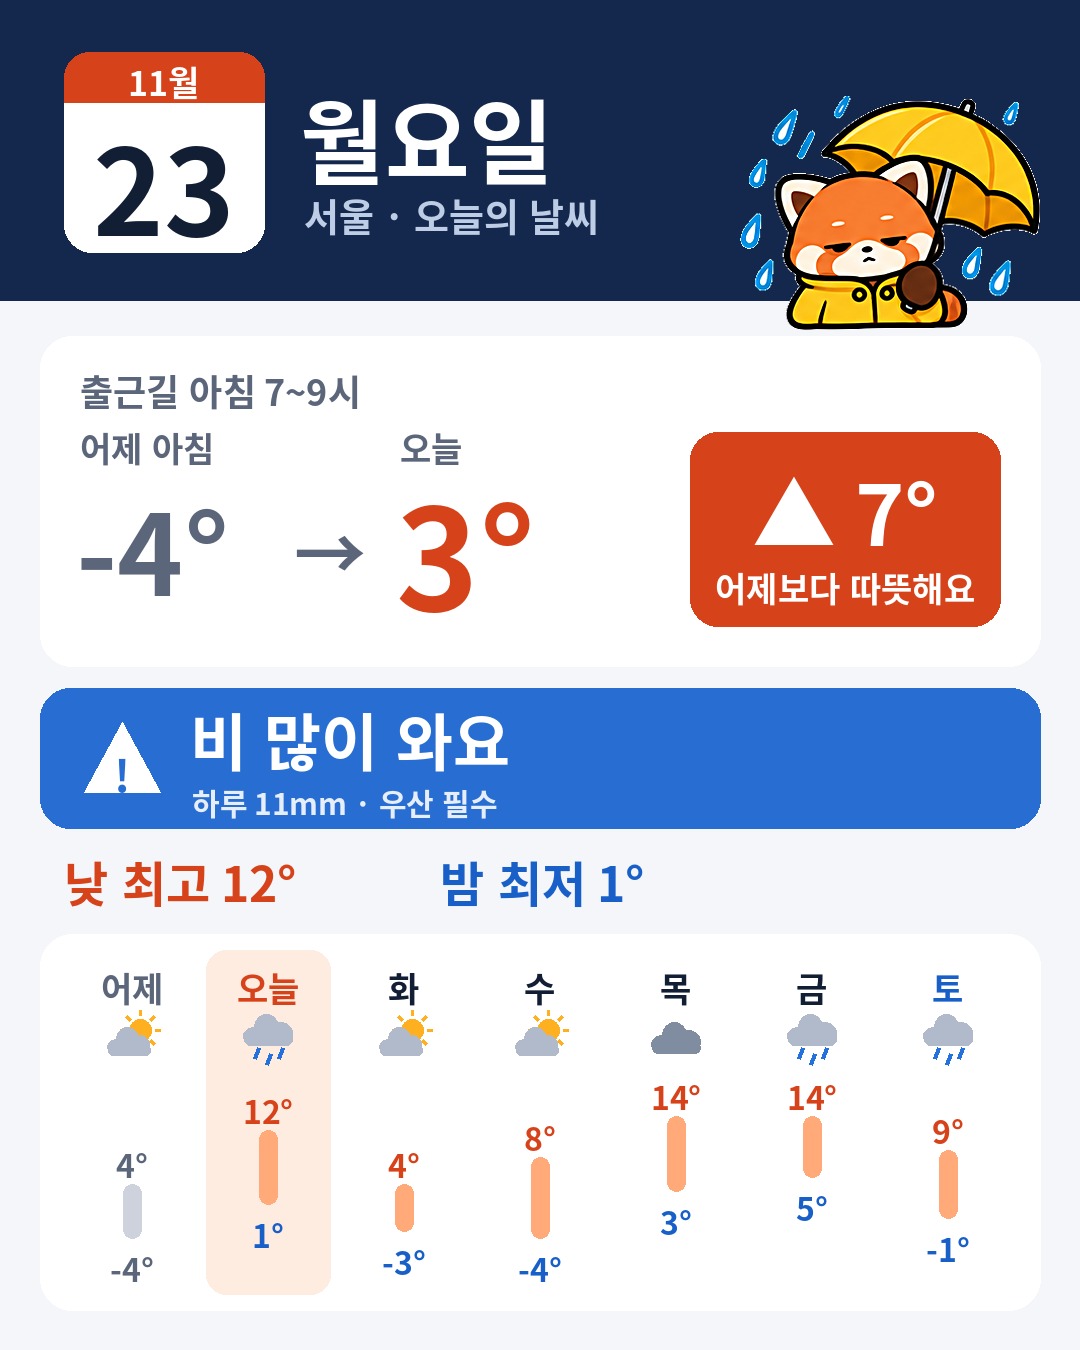 11월
23
월요일
서울 · 오늘의 날씨
출근길 아침 7~9시
어제 아침
오늘
-4° → 3°
▲ 7°
어제보다 따뜻해요
!
비 많이 와요
하루 11mm · 우산 필수
낮 최고 12° 밤 최저 1°
어제 오늘 화 수 목 금 토
12° 14° 14°
4° 4° 8° 9°
1° 3° 5°
-4° -3° -4° -1°